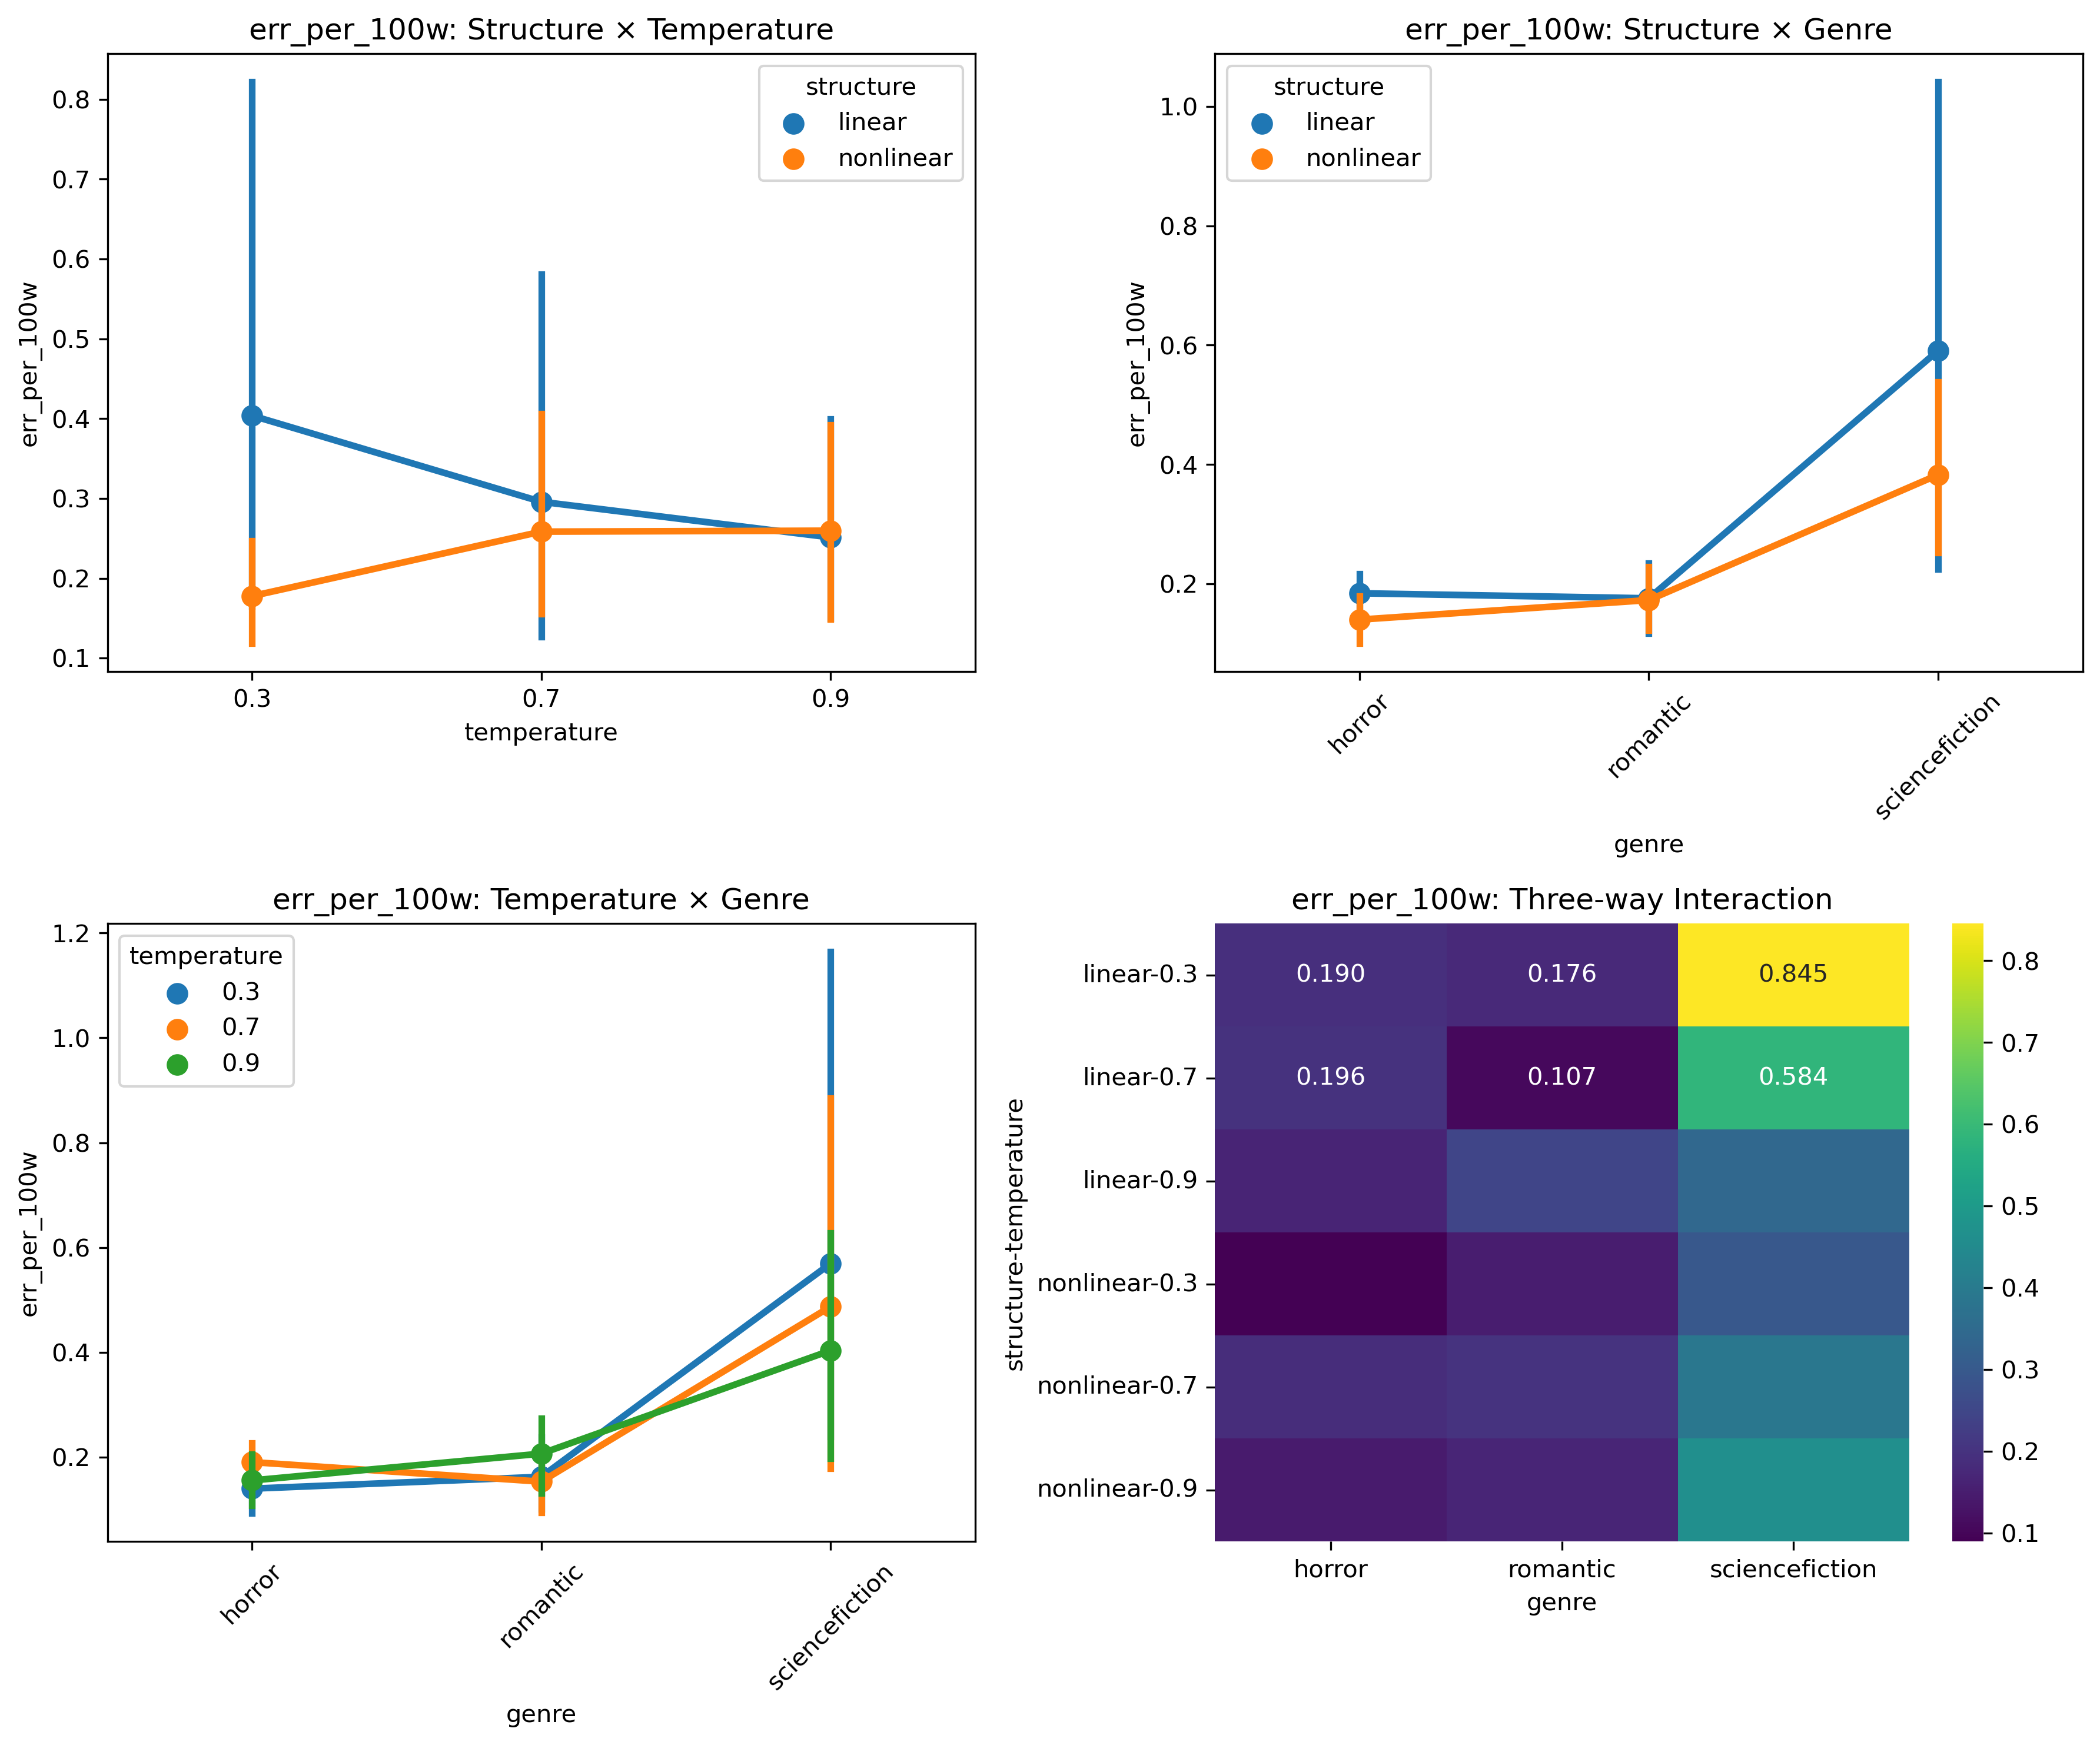 err_per_100w: Structure × Temperature
structure
linear
nonlinear
err_per_100w
0.8
0.7
0.6
0.5
0.4
0.3
0.2
0.1
0.3 0.7 0.9
temperature
err_per_100w: Structure × Genre
structure
linear
nonlinear
err_per_100w
1.0
0.8
0.6
0.4
0.2
horror romantic sciencefiction
genre
err_per_100w: Temperature × Genre
temperature
0.3
0.7
0.9
err_per_100w
1.2
1.0
0.8
0.6
0.4
0.2
horror romantic sciencefiction
genre
err_per_100w: Three-way Interaction
structure-temperature
linear-0.3 0.190 0.176 0.845
linear-0.7 0.196 0.107 0.584
linear-0.9
nonlinear-0.3
nonlinear-0.7
nonlinear-0.9
horror romantic sciencefiction
genre
0.8
0.7
0.6
0.5
0.4
0.3
0.2
0.1